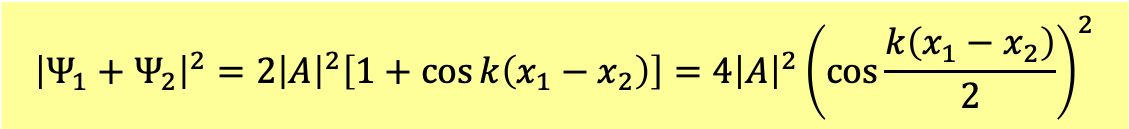 |Ψ₁ + Ψ₂|² = 2|A|²[1 + cos k(x₁ − x₂)] = 4|A|² (cos k(x₁ − x₂)/2)²